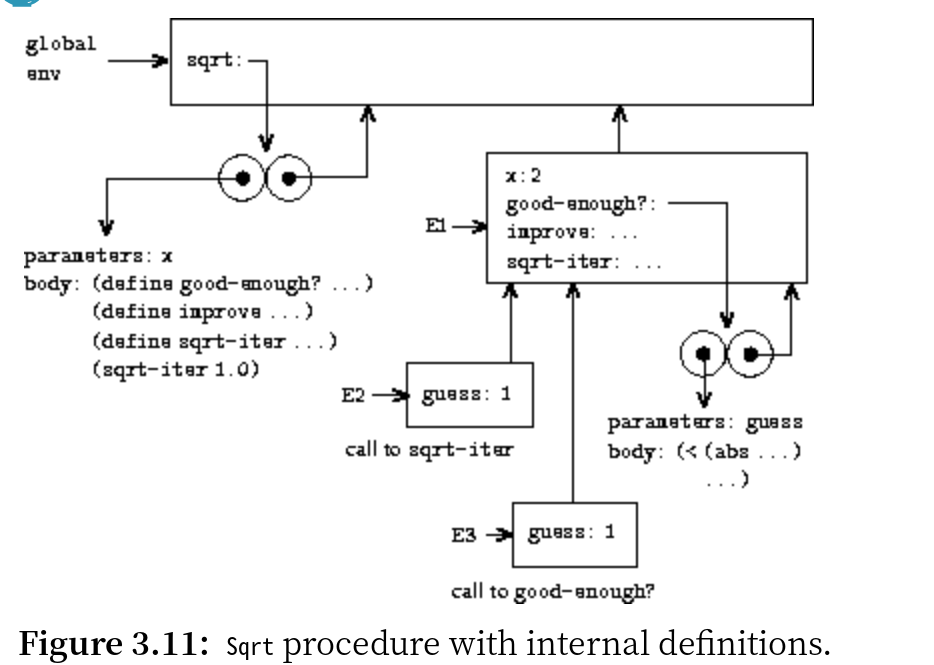 global
env
sqrt:
x:2
good-enough?:
E1
improve: ...
sqrt-iter: ...
parameters: x
body: (define good-enough? ...)
(define improve ...)
(define sqrt-iter ...)
(sqrt-iter 1.0)
E2
guess: 1
call to sqrt-iter
parameters: guess
body: (< (abs ...)
...)
E3
guess: 1
call to good-enough?
Figure 3.11: Sqrt procedure with internal definitions.